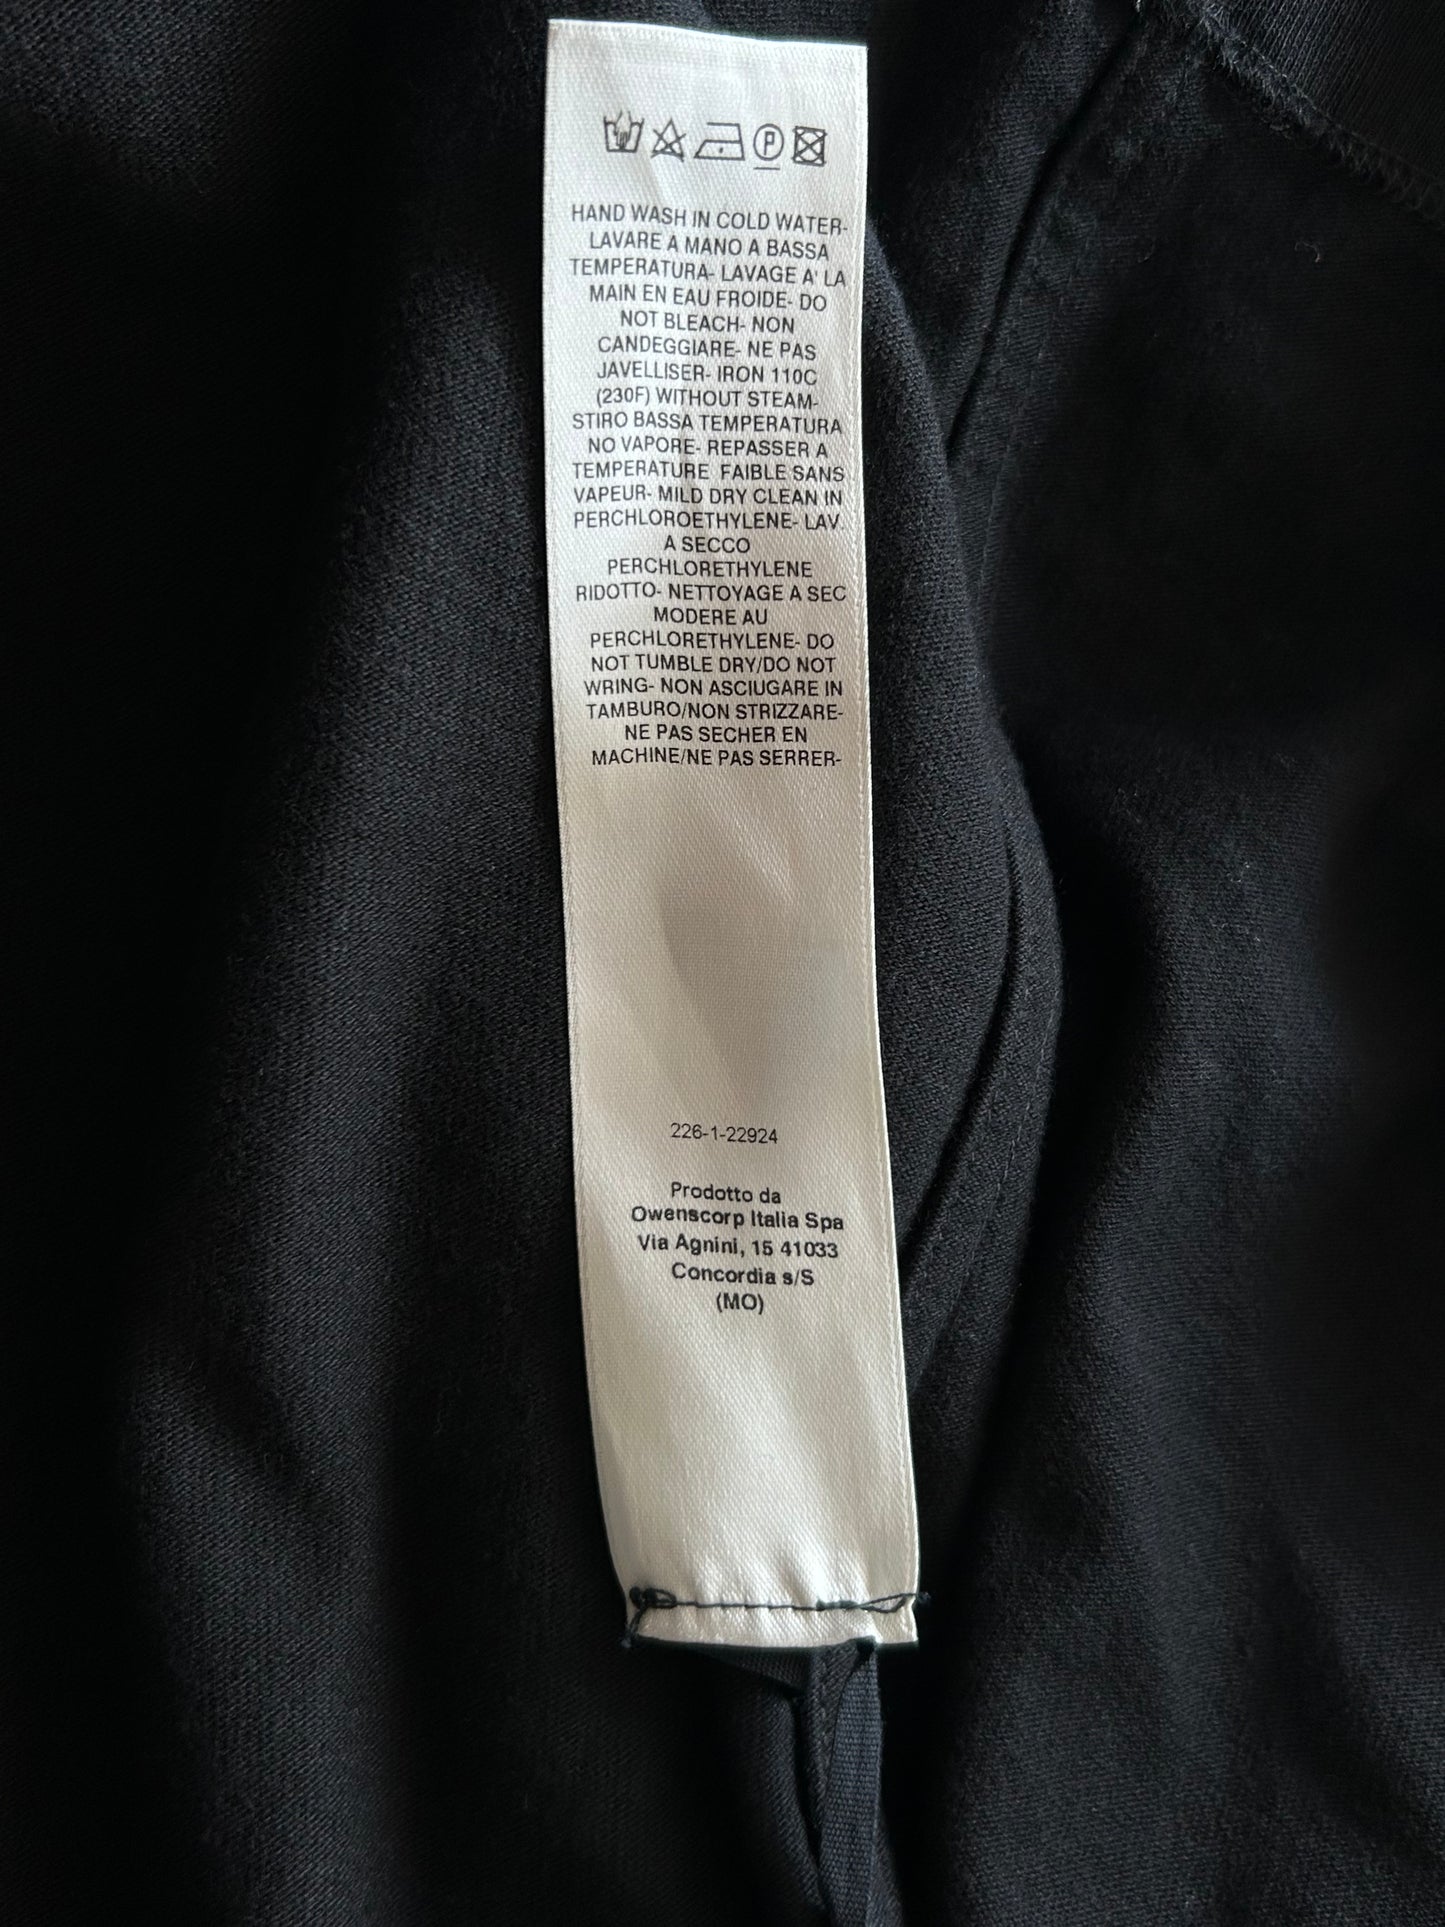 P
HAND WASH IN COLD WATER-
LAVARE A MANO A BASSA
TEMPERATURA- LAVAGE A' LA
MAIN EN EAU FROIDE- DO
NOT BLEACH- NON
CANDEGGIARE- NE PAS
JAVELLISER- IRON 110C
(230F) WITHOUT STEAM-
STIRO BASSA TEMPERATURA
NO VAPORE- REPASSER A
TEMPERATURE FAIBLE SANS
VAPEUR- MILD DRY CLEAN IN
PERCHLOROETHYLENE- LAV.
A SECCO
PERCHLORETHYLENE
RIDOTTO- NETTOYAGE A SEC
MODERE AU
PERCHLORETHYLENE- DO
NOT TUMBLE DRY/DO NOT
WRING- NON ASCIUGARE IN
TAMBURO/NON STRIZZARE-
NE PAS SECHER EN
MACHINE/NE PAS SERRER-
226-1-22924
Prodotto da
Owenscorp Italia Spa
Via Agnini, 15 41033
Concordia s/S
(MO)